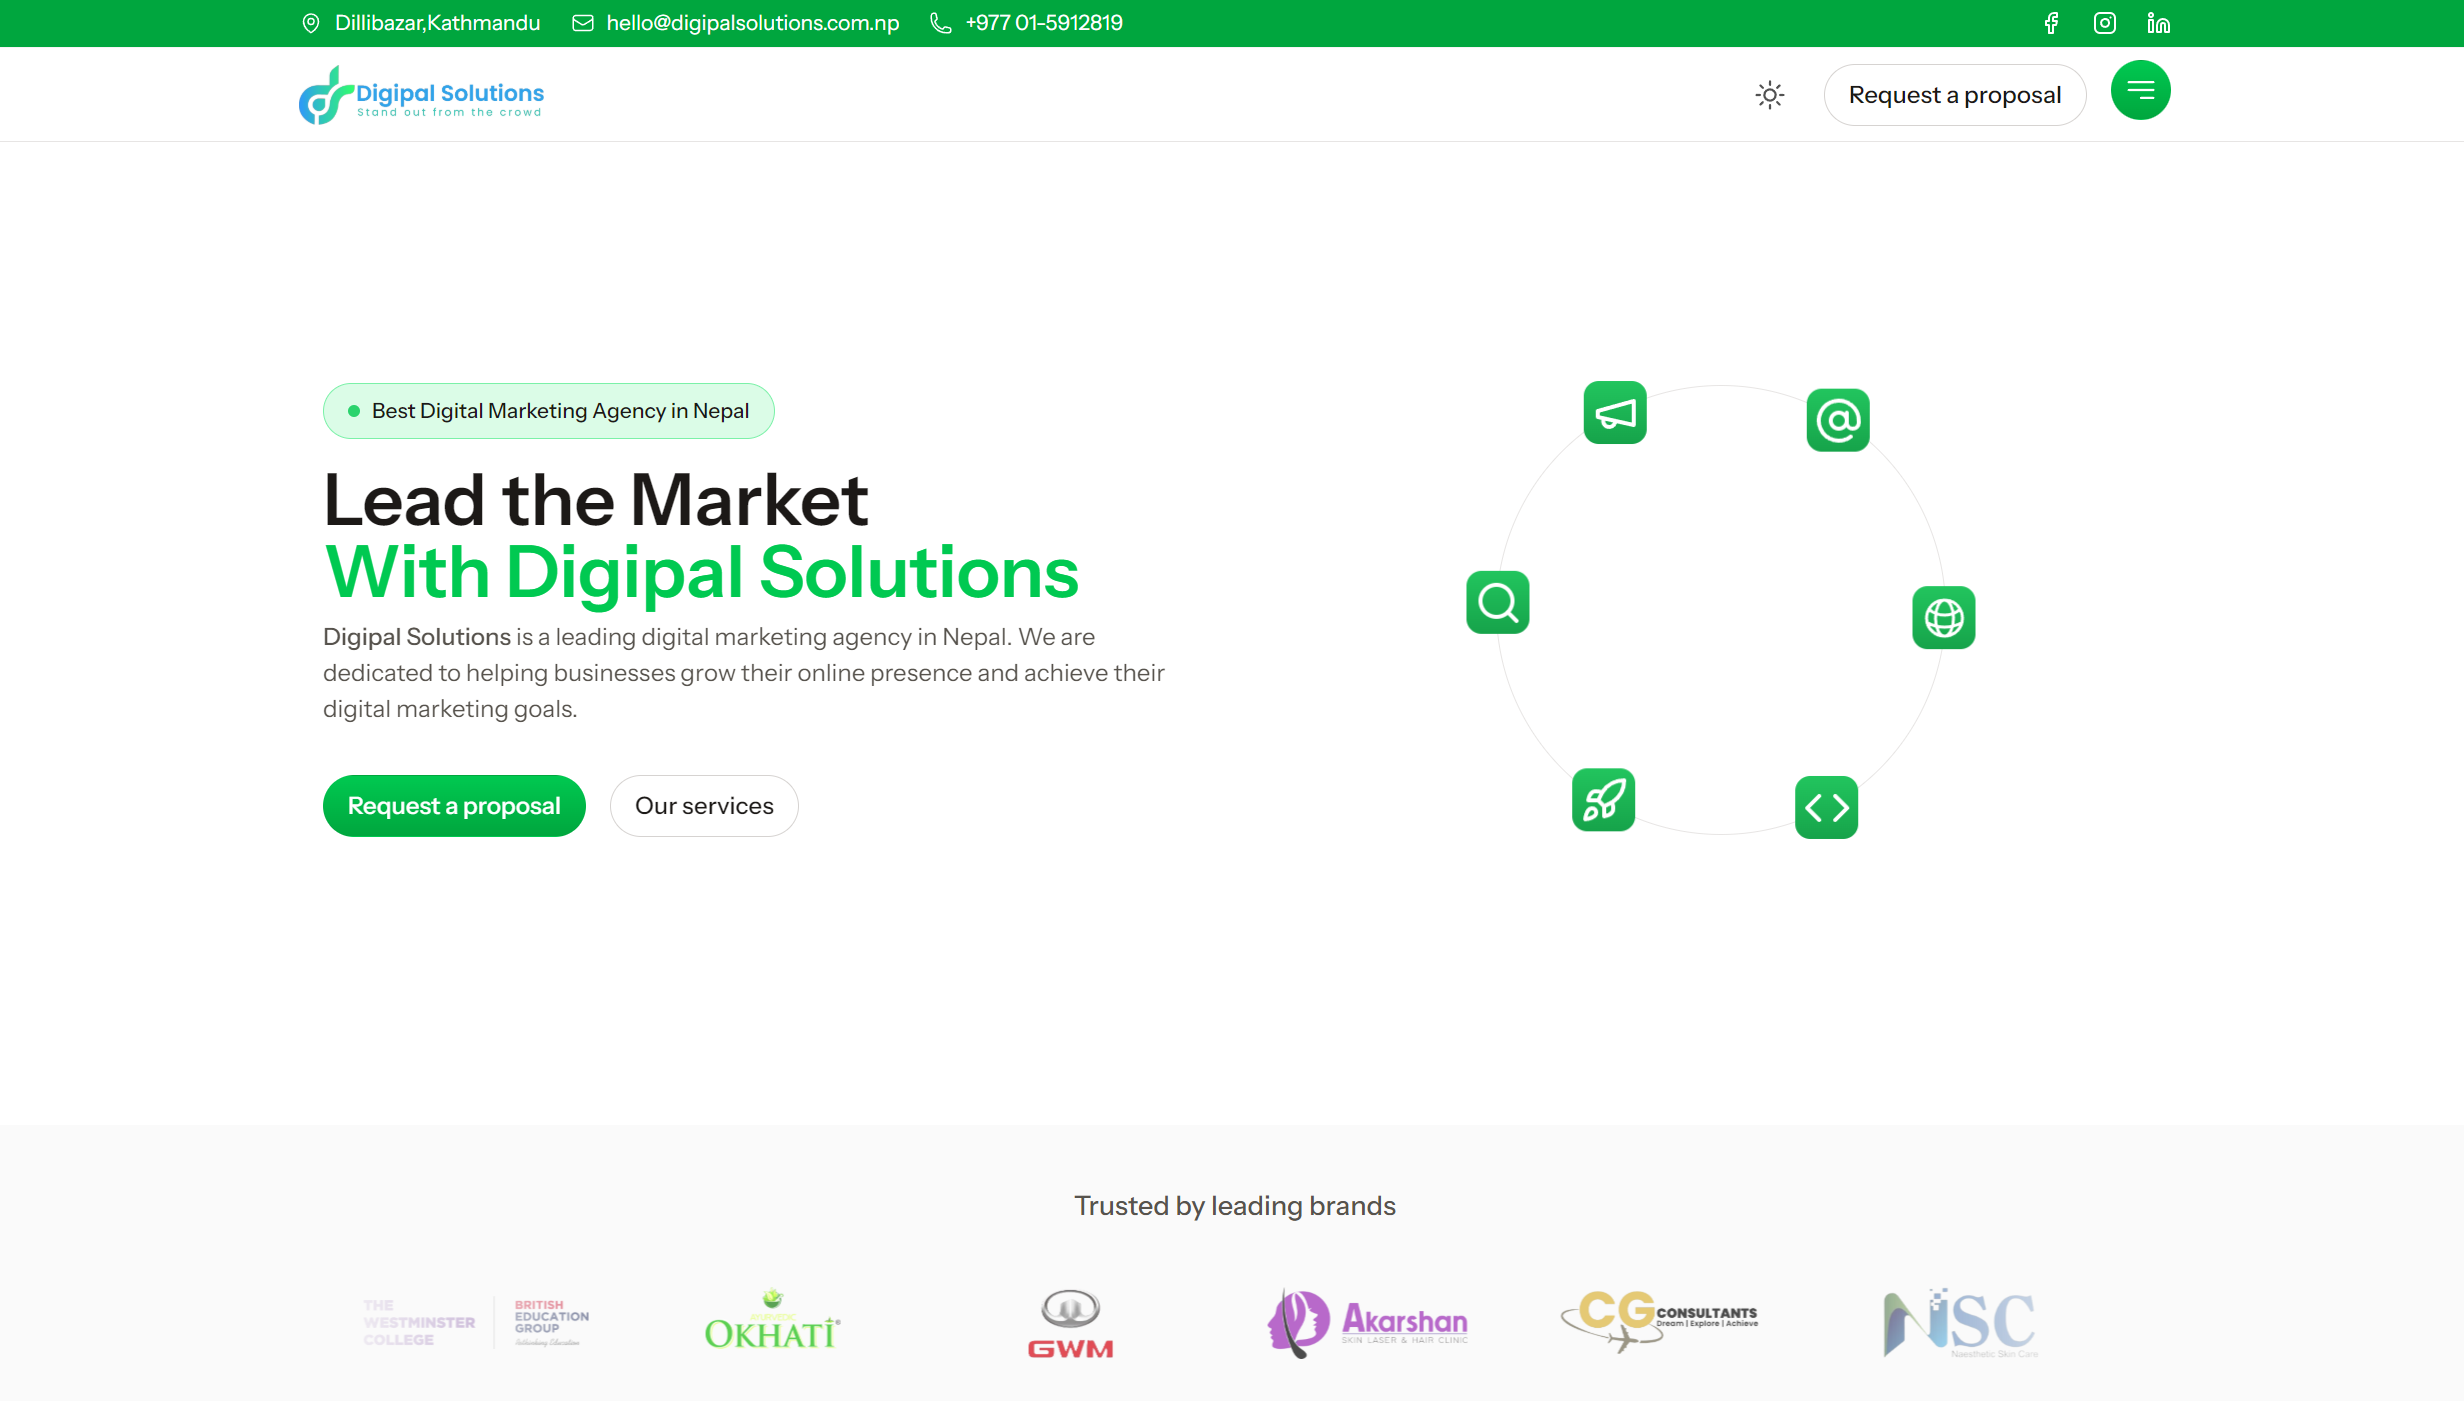 Dillibazar,Kathmandu
hello@digipalsolutions.com.np
+977 01-5912819
Digipal Solutions
Stand out from the crowd
Request a proposal
Best Digital Marketing Agency in Nepal
Lead the Market
With Digipal Solutions
Digipal Solutions is a leading digital marketing agency in Nepal. We are
dedicated to helping businesses grow their online presence and achieve their
digital marketing goals.
Request a proposal
Our services
Trusted by leading brands
THE
WESTMINSTER
COLLEGE
BRITISH
EDUCATION
GROUP
Rethinking Education
OKHATI
GWM
Akarshan
SKIN LASER & HAIR CLINIC
CG CONSULTANTS
Dream | Explore | Achieve
NSC
Naesthetic Skin Care